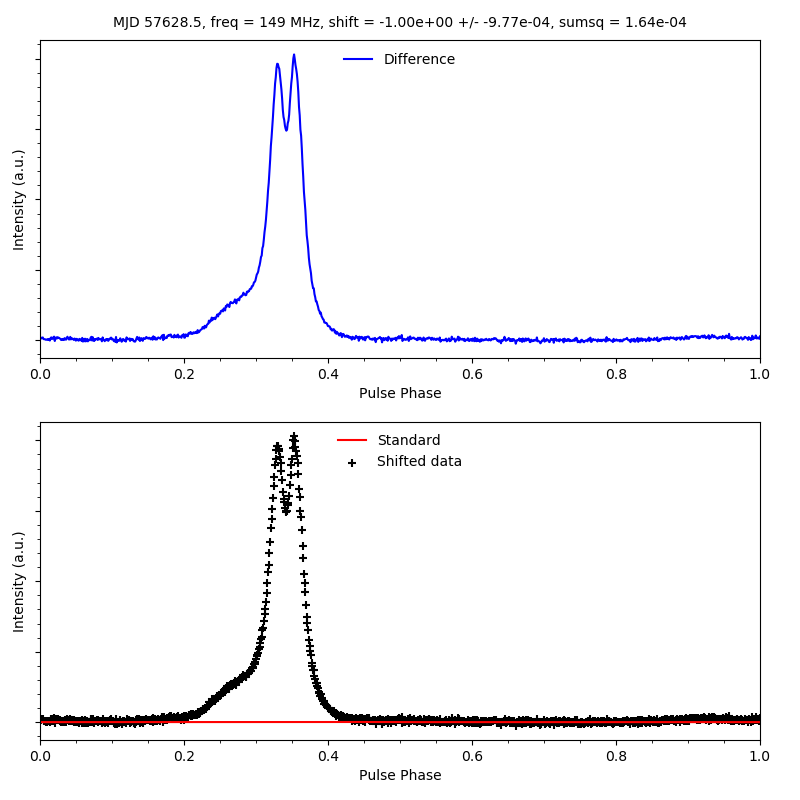 MJD 57628.5, freq = 149 MHz, shift = -1.00e+00 +/- -9.77e-04, sumsq = 1.64e-04
Difference
Intensity (a.u.)
0.0 0.2 0.4 0.6 0.8 1.0
Pulse Phase
Standard
Shifted data
Intensity (a.u.)
0.0 0.2 0.4 0.6 0.8 1.0
Pulse Phase